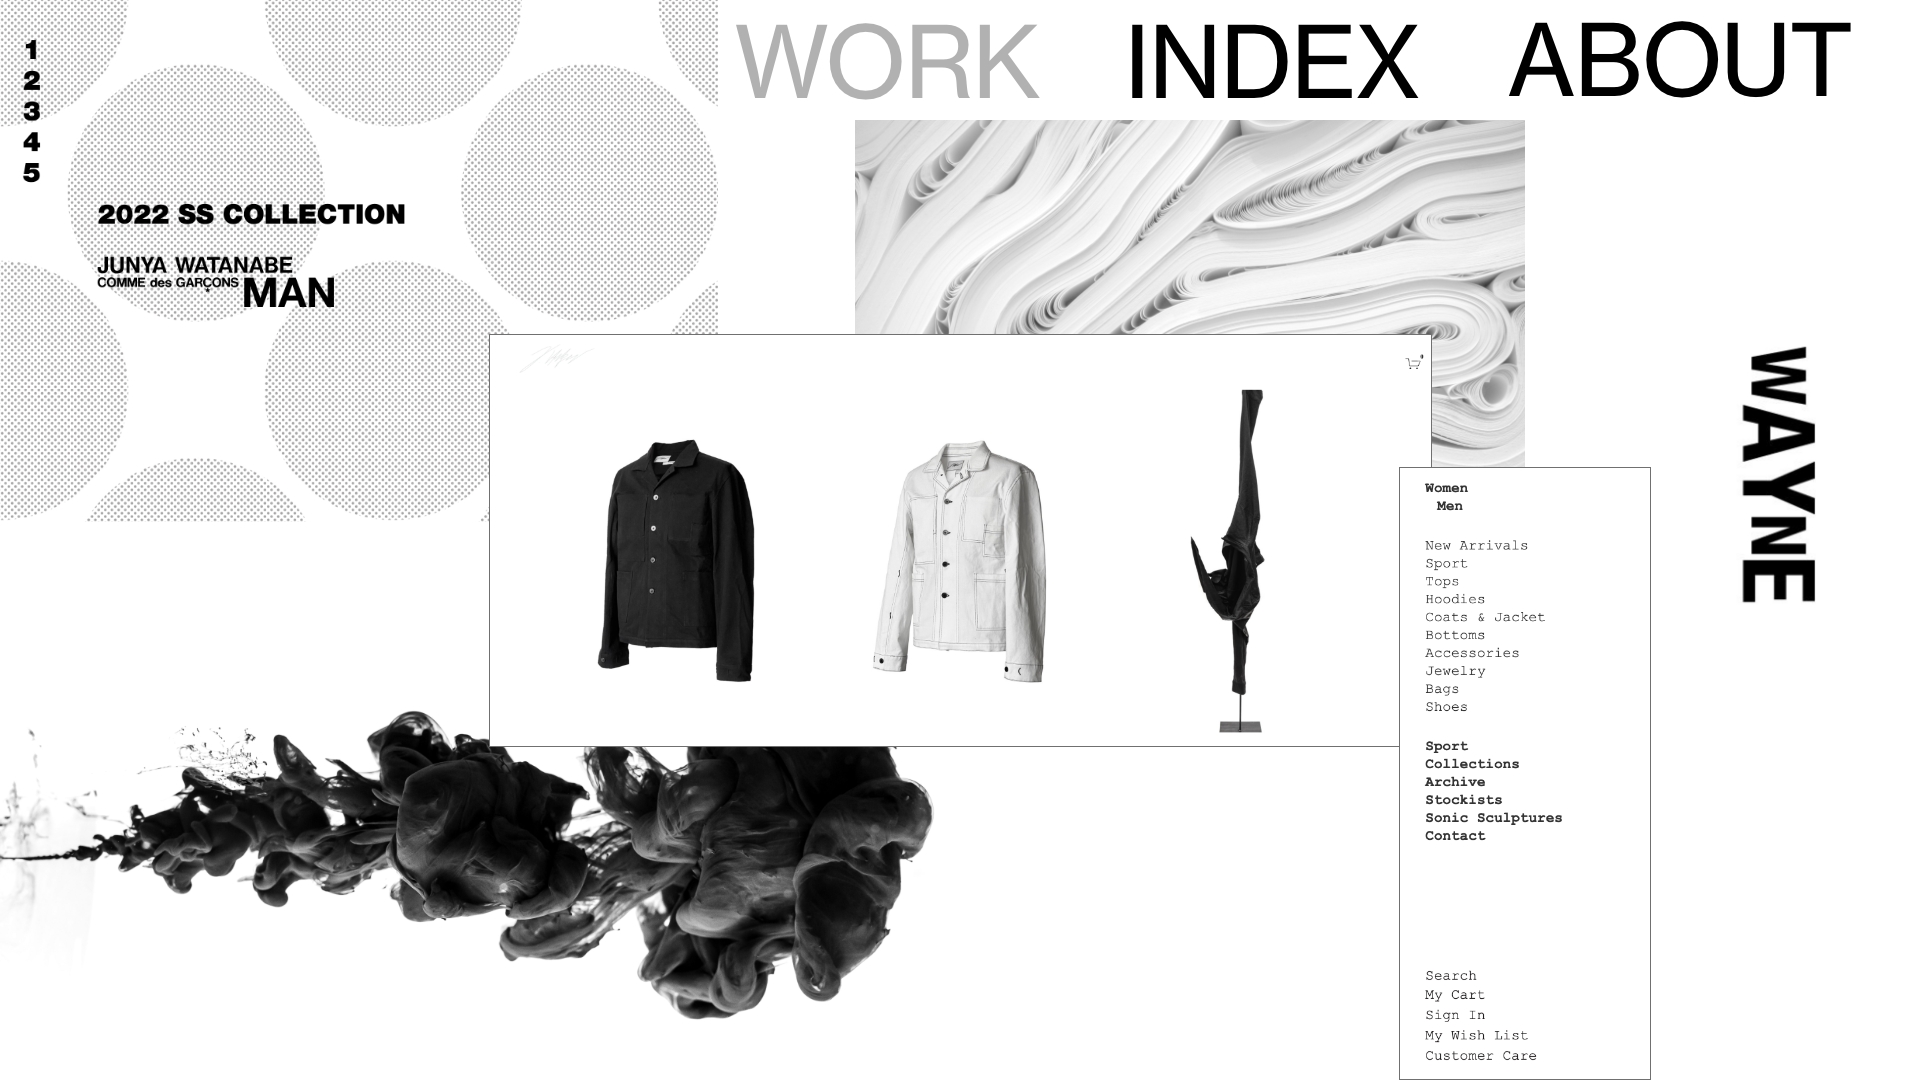 WORK INDEX ABOUT
1
2
3
4
5
2022 SS COLLECTION
JUNYA WATANABE
COMME des GARÇONS MAN
WAYNE
Women
Men
New Arrivals
Sport
Tops
Hoodies
Coats & Jacket
Bottoms
Accessories
Jewelry
Bags
Shoes
Sport
Collections
Archive
Stockists
Sonic Sculptures
Contact
Search
My Cart
Sign In
My Wish List
Customer Care